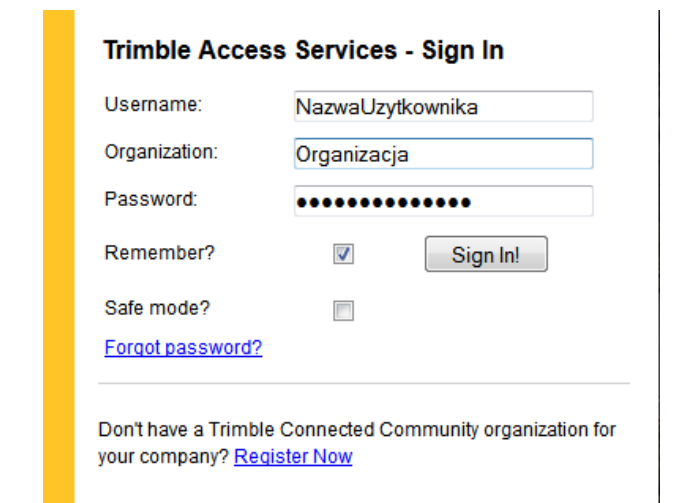 Trimble Access Services - Sign In
Username: NazwaUzytkownika
Organization: Organizacja
Password: ●●●●●●●●●●●●●●
Remember? Sign In!
Safe mode?
Forgot password?
Don't have a Trimble Connected Community organization for
your company? Register Now